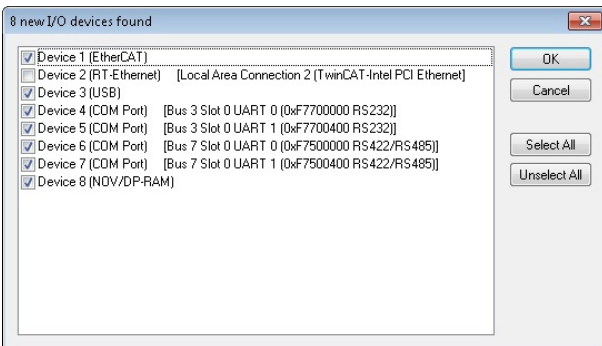 8 new I/O devices found
Device 1 (EtherCAT)
Device 2 (RT-Ethernet) [Local Area Connection 2 (TwinCAT-Intel PCI Ethernet]
Device 3 (USB)
Device 4 (COM Port) [Bus 3 Slot 0 UART 0 (0xF7700000 RS232)]
Device 5 (COM Port) [Bus 3 Slot 0 UART 1 (0xF7700400 RS232)]
Device 6 (COM Port) [Bus 7 Slot 0 UART 0 (0xF7500000 RS422/RS485)]
Device 7 (COM Port) [Bus 7 Slot 0 UART 1 (0xF7500400 RS422/RS485)]
Device 8 (NOV/DP-RAM)
OK
Cancel
Select All
Unselect All